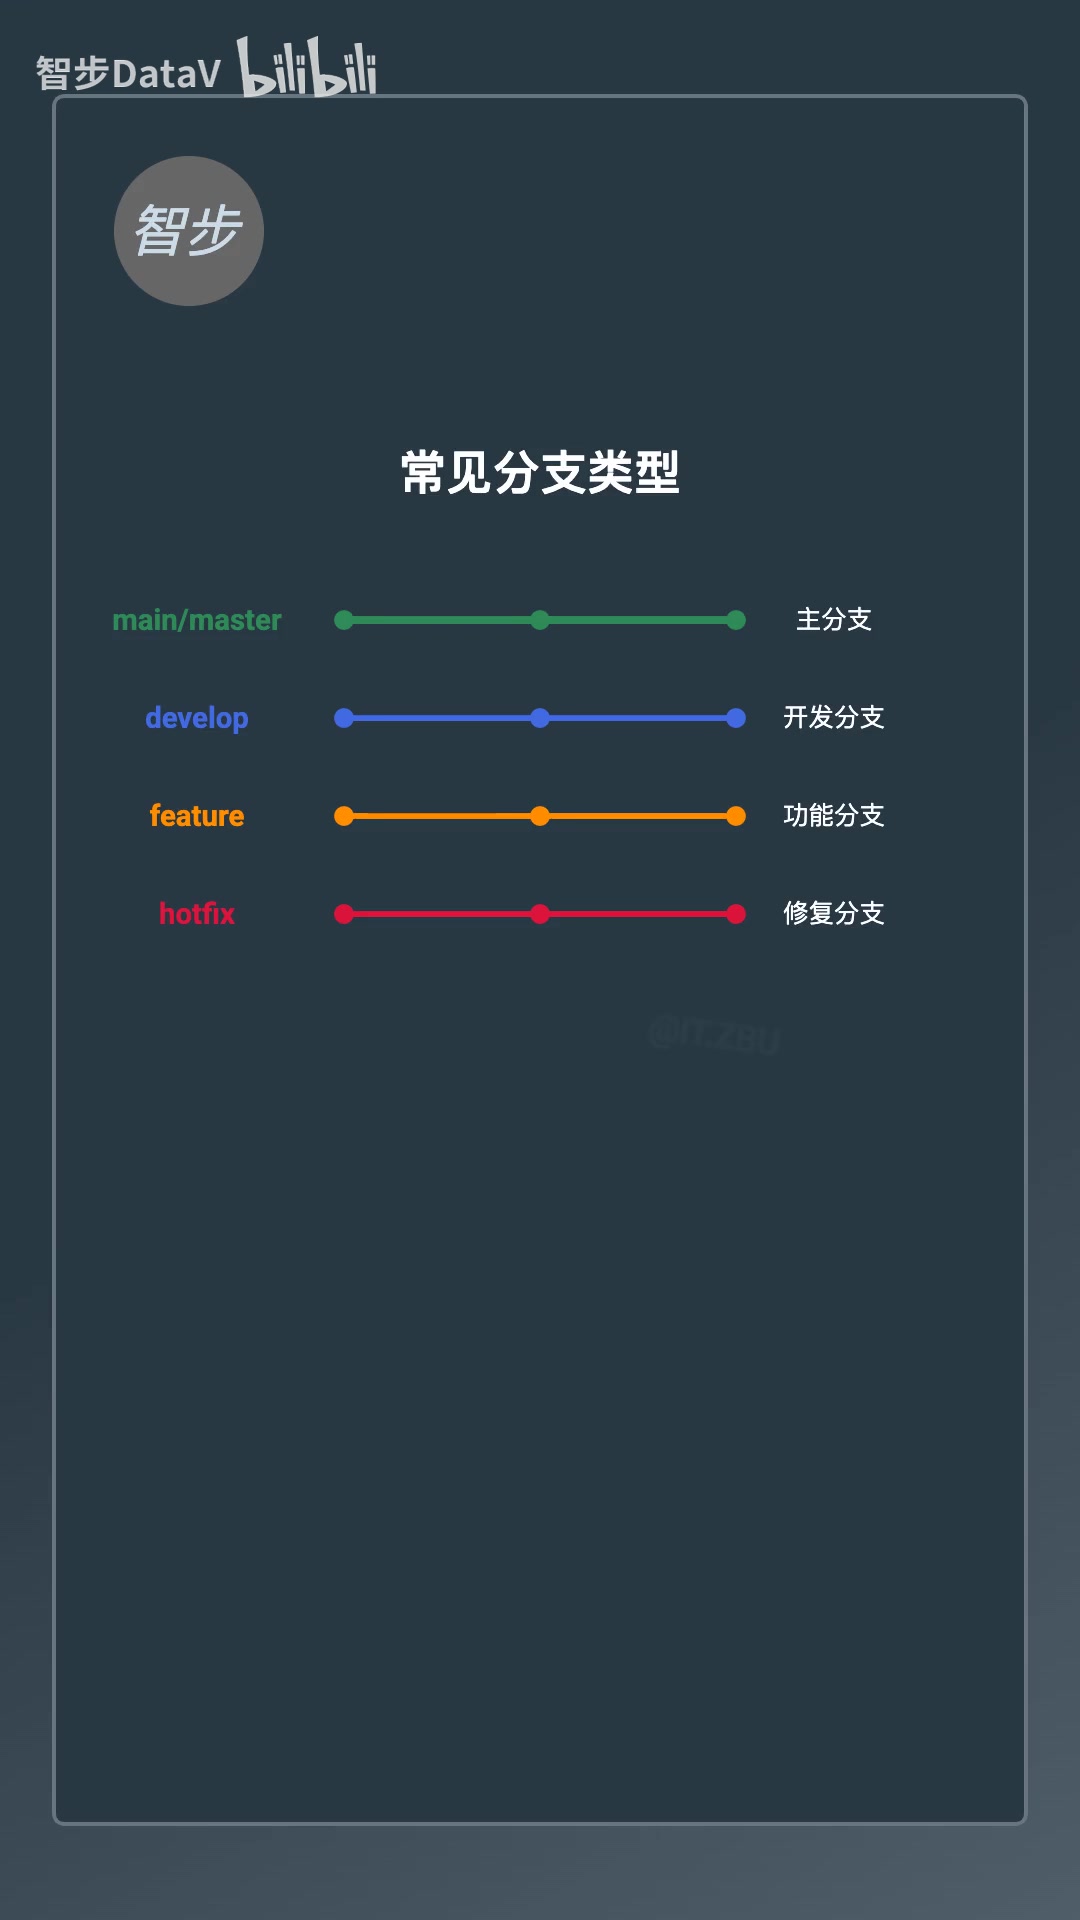 智步DataV bilibili
智步
常见分支类型
main/master 主分支
develop 开发分支
feature 功能分支
hotfix 修复分支
@IT.ZBU